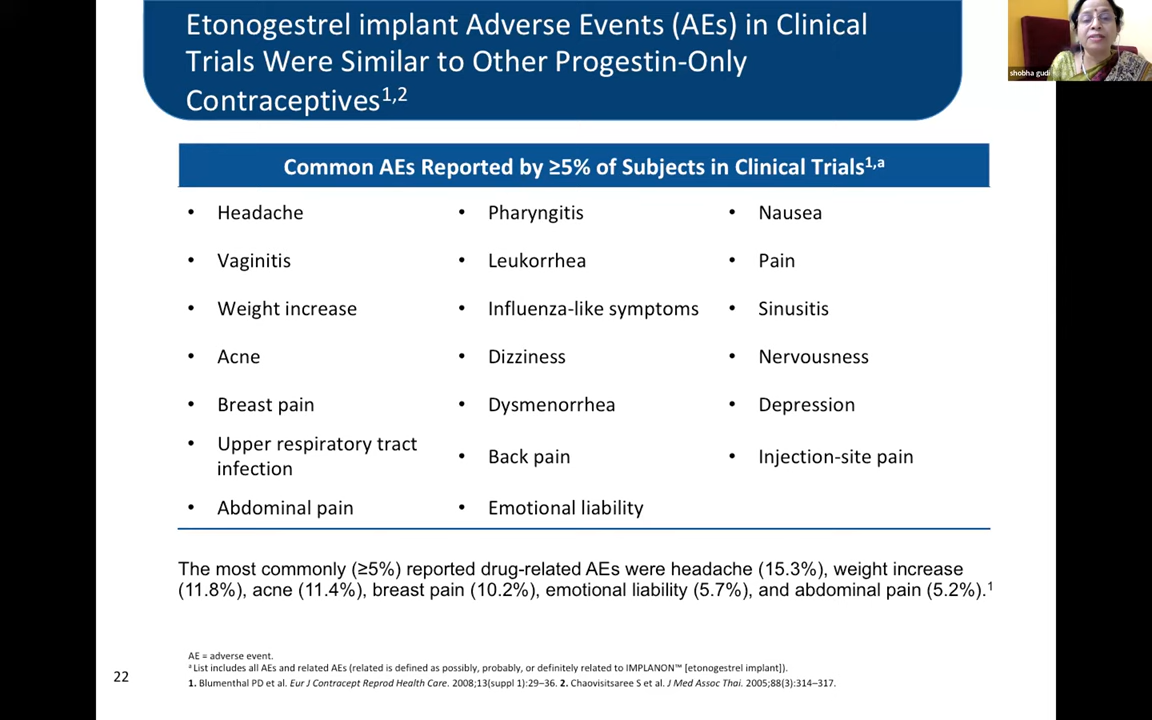 Etonogestrel implant Adverse Events (AEs) in Clinical
Trials Were Similar to Other Progestin-Only
Contraceptives1,2
shobha gudi
Common AEs Reported by ≥5% of Subjects in Clinical Trials1,a
• Headache
• Vaginitis
• Weight increase
• Acne
• Breast pain
• Upper respiratory tract
infection
• Abdominal pain
• Pharyngitis
• Leukorrhea
• Influenza-like symptoms
• Dizziness
• Dysmenorrhea
• Back pain
• Emotional liability
• Nausea
• Pain
• Sinusitis
• Nervousness
• Depression
• Injection-site pain
The most commonly (≥5%) reported drug-related AEs were headache (15.3%), weight increase
(11.8%), acne (11.4%), breast pain (10.2%), emotional liability (5.7%), and abdominal pain (5.2%).1
AE = adverse event.
a List includes all AEs and related AEs (related is defined as possibly, probably, or definitely related to IMPLANON™ [etonogestrel implant]).
1. Blumenthal PD et al. Eur J Contracept Reprod Health Care. 2008;13(suppl 1):29–36. 2. Chaovisitsaree S et al. J Med Assoc Thai. 2005;88(3):314–317.
22